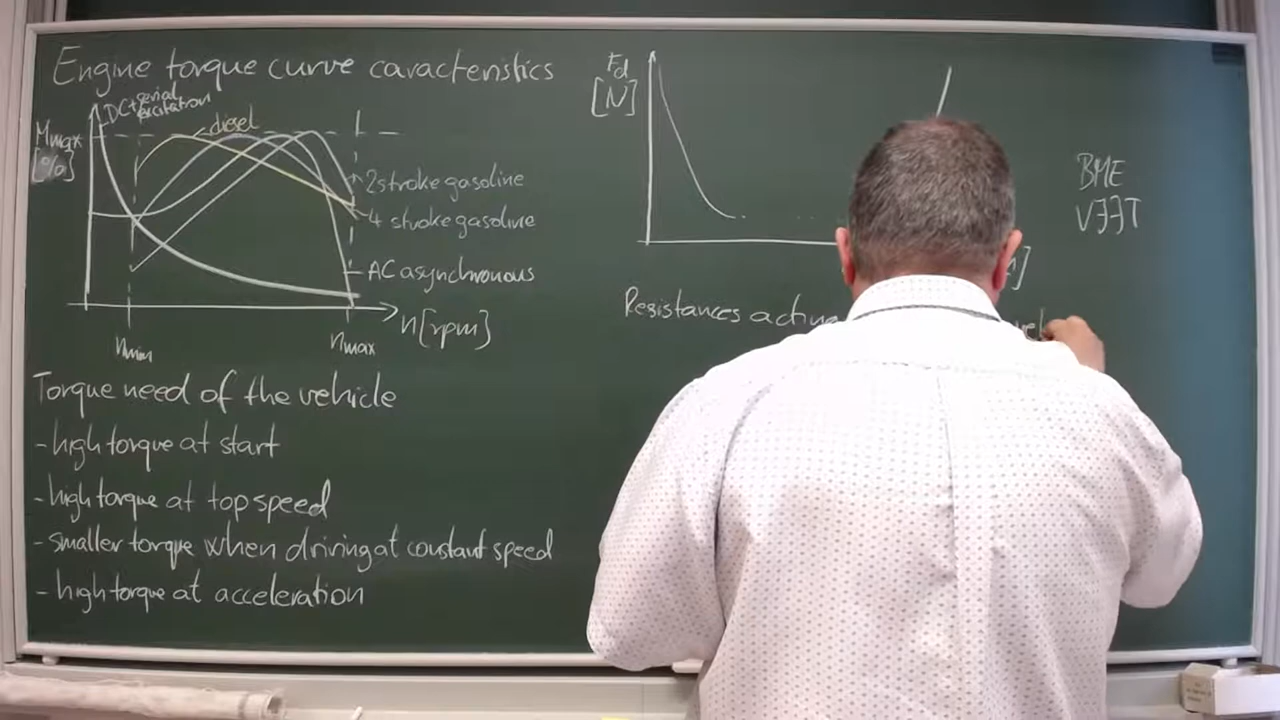 Engine torque curve caracteristics
DC+serial
excitation
diesel
Mmax
[%]
2 stroke gasoline
4 stroke gasoline
AC asynchronous
n[rpm]
nmin
nmax
Torque need of the vehicle
- high torque at start
- high torque at top speed
- smaller torque when driving at constant speed
- high torque at acceleration
Fd
[N]
]
Resistances acting
BME
VJJT